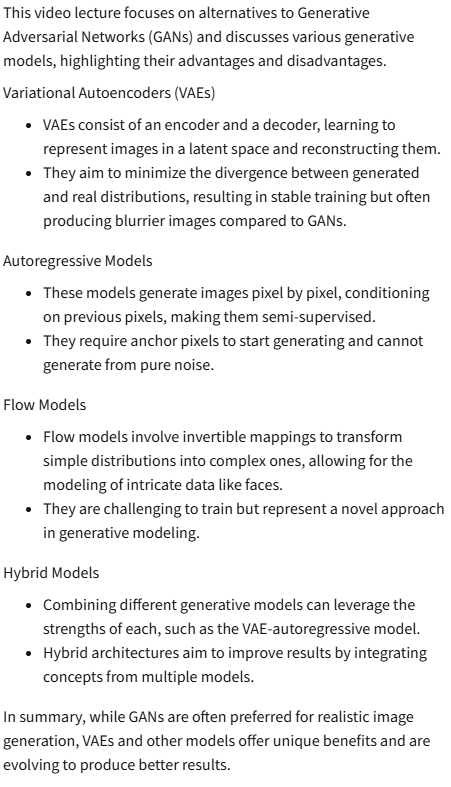 This video lecture focuses on alternatives to Generative
Adversarial Networks (GANs) and discusses various generative
models, highlighting their advantages and disadvantages.
Variational Autoencoders (VAEs)
• VAEs consist of an encoder and a decoder, learning to
represent images in a latent space and reconstructing them.
• They aim to minimize the divergence between generated
and real distributions, resulting in stable training but often
producing blurrier images compared to GANs.
Autoregressive Models
• These models generate images pixel by pixel, conditioning
on previous pixels, making them semi-supervised.
• They require anchor pixels to start generating and cannot
generate from pure noise.
Flow Models
• Flow models involve invertible mappings to transform
simple distributions into complex ones, allowing for the
modeling of intricate data like faces.
• They are challenging to train but represent a novel approach
in generative modeling.
Hybrid Models
• Combining different generative models can leverage the
strengths of each, such as the VAE-autoregressive model.
• Hybrid architectures aim to improve results by integrating
concepts from multiple models.
In summary, while GANs are often preferred for realistic image
generation, VAEs and other models offer unique benefits and are
evolving to produce better results.